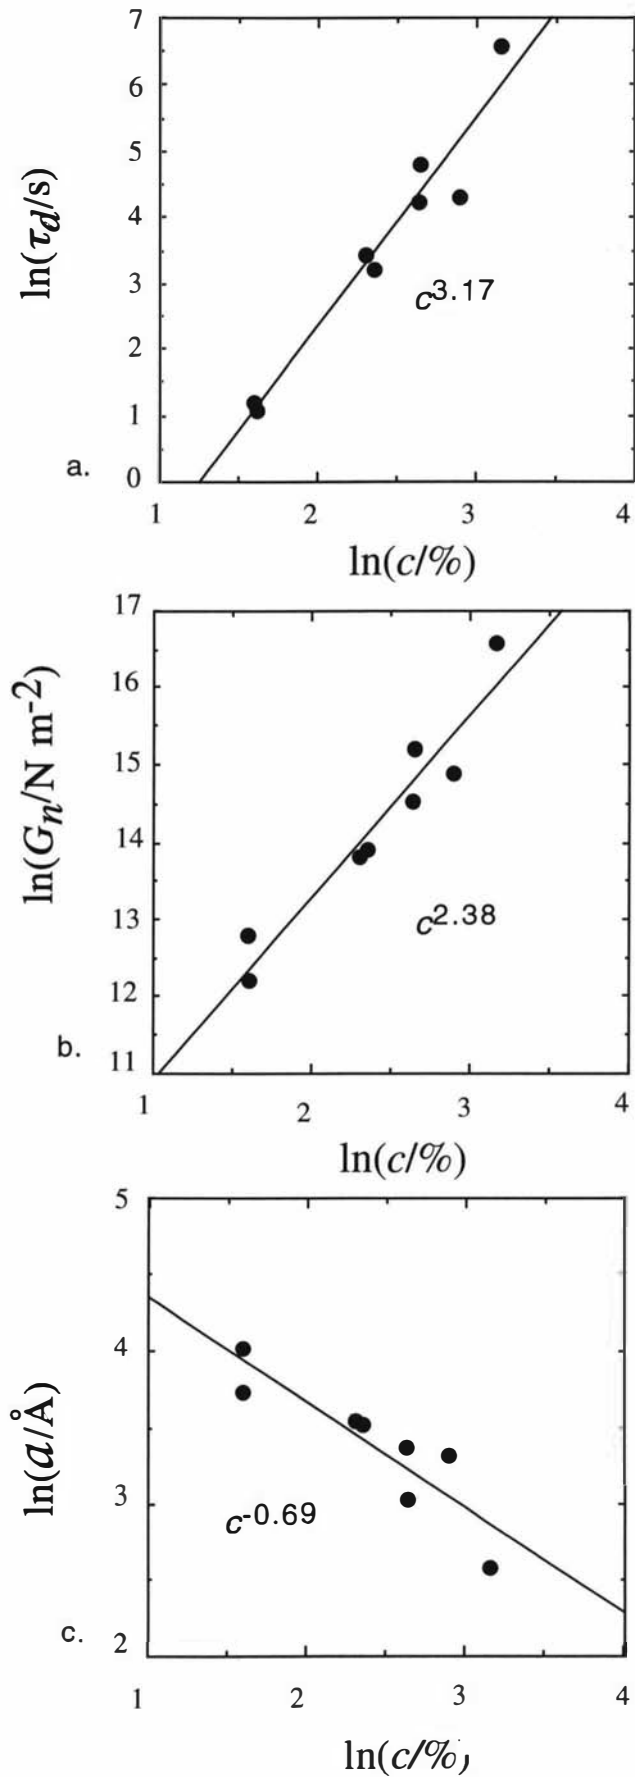 7
6
5
4
3
2
1
0
ln(τd/s)
c3.17
a.
1 2 3 4
ln(c/%)
17
16
15
14
13
12
11
ln(Gn/N m-2)
c2.38
b.
1 2 3 4
ln(c/%)
5
4
3
2
ln(a/Å)
c-0.69
c.
1 2 3 4
ln(c/%)